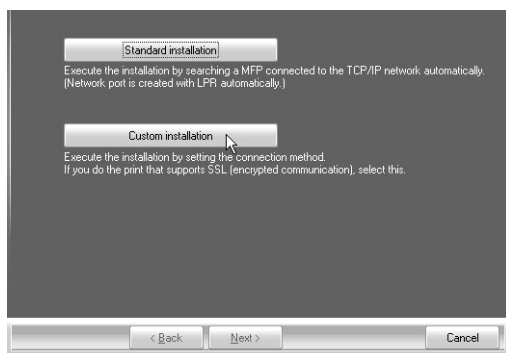 Standard installation
Execute the installation by searching a MFP connected to the TCP/IP network automatically.
(Network port is created with LPR automatically.)
Custom installation
Execute the installation by setting the connection method.
If you do the print that supports SSL (encrypted communication), select this.
< Back
Next >
Cancel